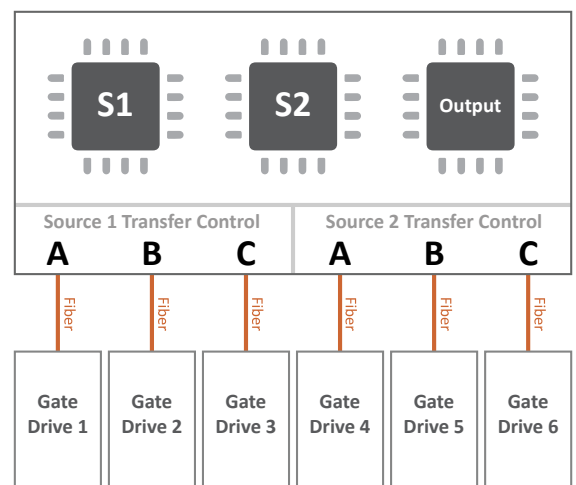 S1
S2
Output
Source 1 Transfer Control
Source 2 Transfer Control
A
B
C
A
B
C
Fiber
Fiber
Fiber
Fiber
Fiber
Fiber
Gate
Drive 1
Gate
Drive 2
Gate
Drive 3
Gate
Drive 4
Gate
Drive 5
Gate
Drive 6